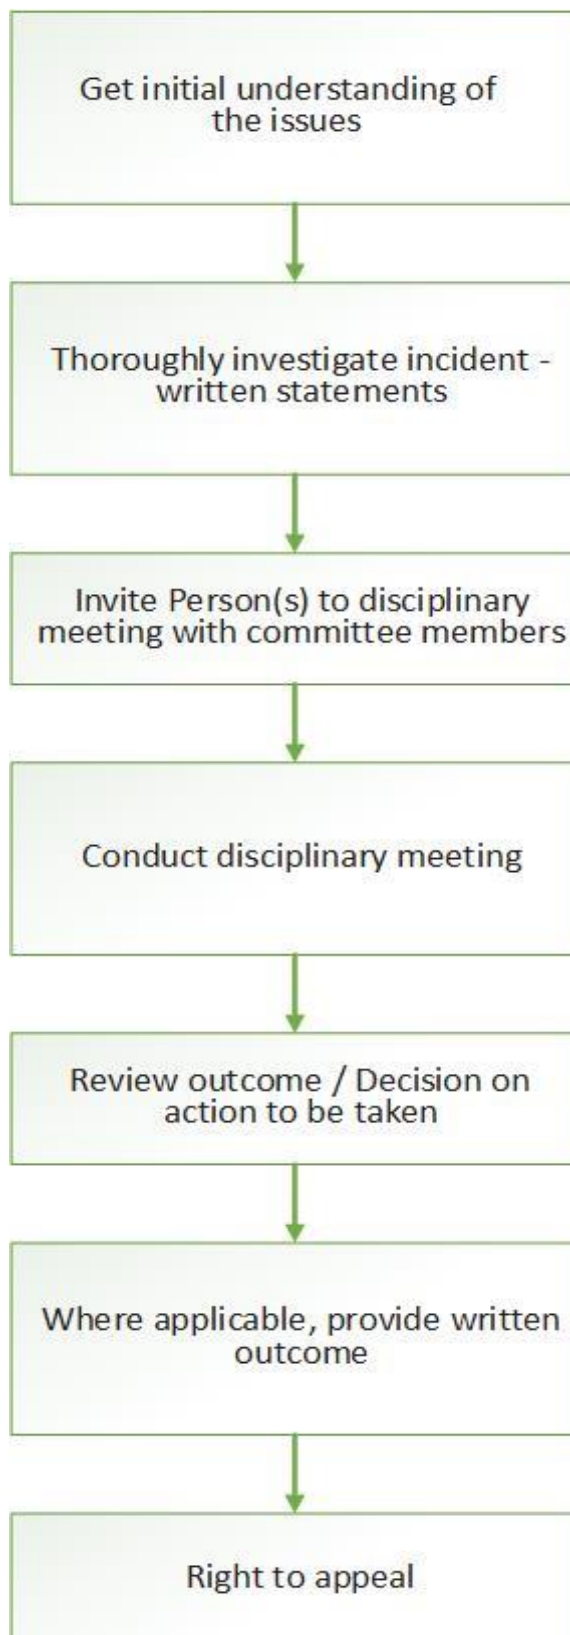 Get initial understanding of
the issues
Thoroughly investigate incident -
written statements
Invite Person(s) to disciplinary
meeting with committee members
Conduct disciplinary meeting
Review outcome / Decision on
action to be taken
Where applicable, provide written
outcome
Right to appeal